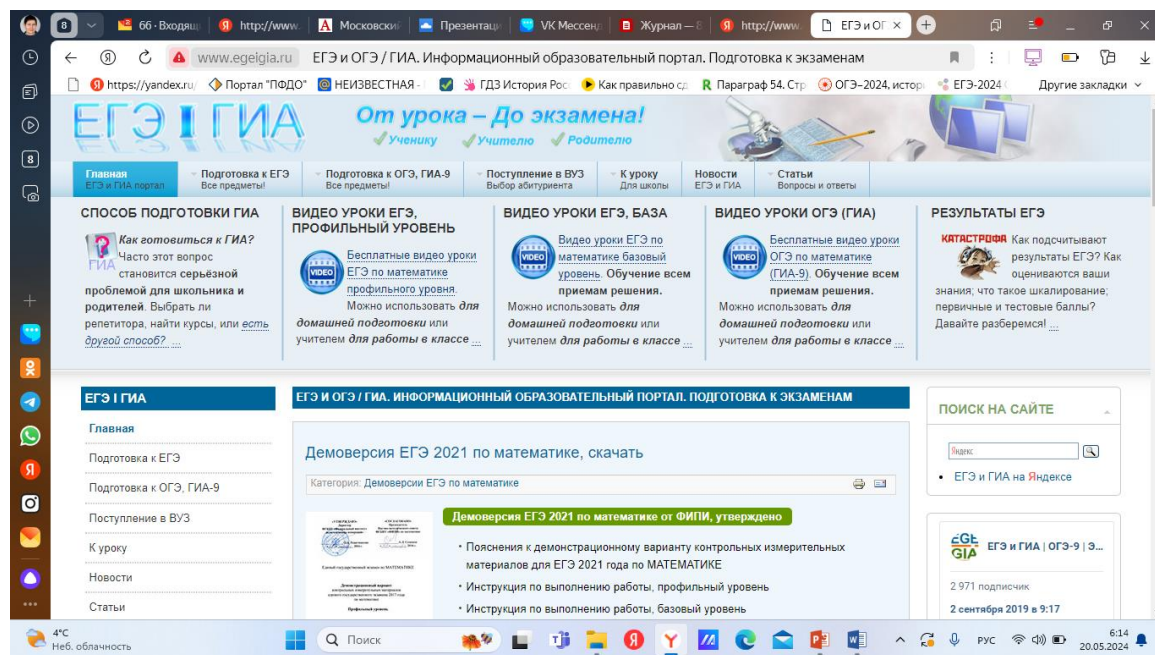 8
66 · Входящ
http://www.
Московский
Презентаци
VK Мессенд
Журнал — 8
http://www.
ЕГЭ и ОГ
www.egeigia.ru
ЕГЭ и ОГЭ / ГИА. Информационный образовательный портал. Подготовка к экзаменам
https://yandex.ru/
Портал "ПФДО"
НЕИЗВЕСТНАЯ -
ГДЗ История Рос
Как правильно сд
Параграф 54. Стр
ОГЭ–2024, истор
ЕГЭ-2024
Другие закладки
8
ЕГЭ I ГИА
От урока – До экзамена!
Ученику Учителю Родителю
Главная
ЕГЭ и ГИА портал
Подготовка к ЕГЭ
Все предметы!
Подготовка к ОГЭ, ГИА-9
Все предметы!
Поступление в ВУЗ
Выбор абитуриента
К уроку
Для школы
Новости
ЕГЭ и ГИА
Статьи
Вопросы и ответы
СПОСОБ ПОДГОТОВКИ ГИА
ГИА
Как готовиться к ГИА?
Часто этот вопрос
становится серьёзной
проблемой для школьника и
родителей. Выбрать ли
репетитора, найти курсы, или есть
другой способ? ...
ВИДЕО УРОКИ ЕГЭ,
ПРОФИЛЬНЫЙ УРОВЕНЬ
VIDEO
Бесплатные видео уроки
ЕГЭ по математике
профильного уровня.
Можно использовать для
домашней подготовки или
учителем для работы в классе ...
ВИДЕО УРОКИ ЕГЭ, БАЗА
VIDEO
Видео уроки ЕГЭ по
математике базовый
уровень. Обучение всем
приемам решения.
Можно использовать для
домашней подготовки или
учителем для работы в классе ...
ВИДЕО УРОКИ ОГЭ (ГИА)
VIDEO
Бесплатные видео уроки
ОГЭ по математике
(ГИА-9). Обучение всем
приемам решения.
Можно использовать для
домашней подготовки или
учителем для работы в классе ...
РЕЗУЛЬТАТЫ ЕГЭ
КАТАСТРОФА
Как подсчитывают
результаты ЕГЭ? Как
оцениваются ваши
знания; что такое шкалирование;
первичные и тестовые баллы?
Давайте разберемся! ...
ЕГЭ I ГИА
Главная
Подготовка к ЕГЭ
Подготовка к ОГЭ, ГИА-9
Поступление в ВУЗ
К уроку
Новости
Статьи
ЕГЭ И ОГЭ / ГИА. ИНФОРМАЦИОННЫЙ ОБРАЗОВАТЕЛЬНЫЙ ПОРТАЛ. ПОДГОТОВКА К ЭКЗАМЕНАМ
Демоверсия ЕГЭ 2021 по математике, скачать
Категория: Демоверсии ЕГЭ по математике
Демоверсия ЕГЭ 2021 по математике от ФИПИ, утверждено
• Пояснения к демонстрационному варианту контрольных измерительных
материалов для ЕГЭ 2021 года по МАТЕМАТИКЕ
• Инструкция по выполнению работы, профильный уровень
• Инструкция по выполнению работы, базовый уровень
ПОИСК НА САЙТЕ
Яндекс
• ЕГЭ и ГИА на Яндексе
EGE
GIA
ЕГЭ и ГИА | ОГЭ-9 | Э...
2 971 подписчик
2 сентября 2019 в 9:17
4°C
Неб. облачность
Поиск
РУС
6:14
20.05.2024